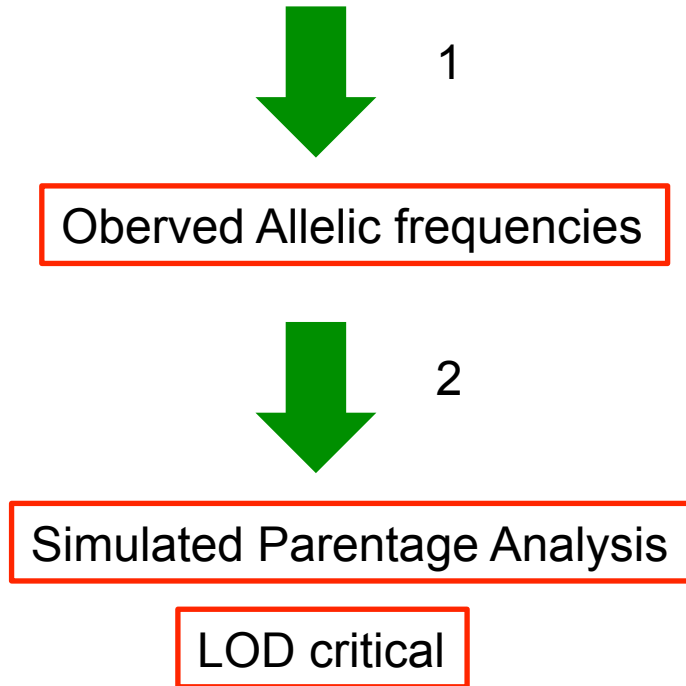 1
Oberved Allelic frequencies
2
Simulated Parentage Analysis
LOD critical